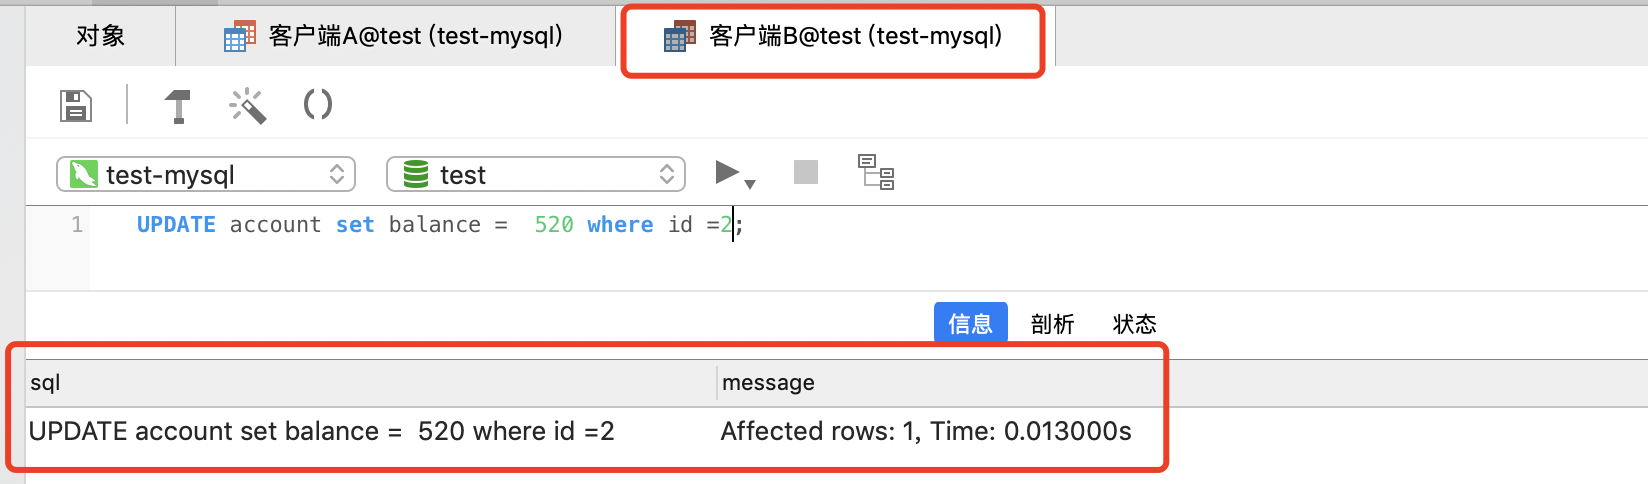 对象 客户端A@test (test-mysql) 客户端B@test (test-mysql)
test-mysql test
1 UPDATE account set balance =  520 where id =2;
信息 剖析 状态
sql message
UPDATE account set balance =  520 where id =2 Affected rows: 1, Time: 0.013000s